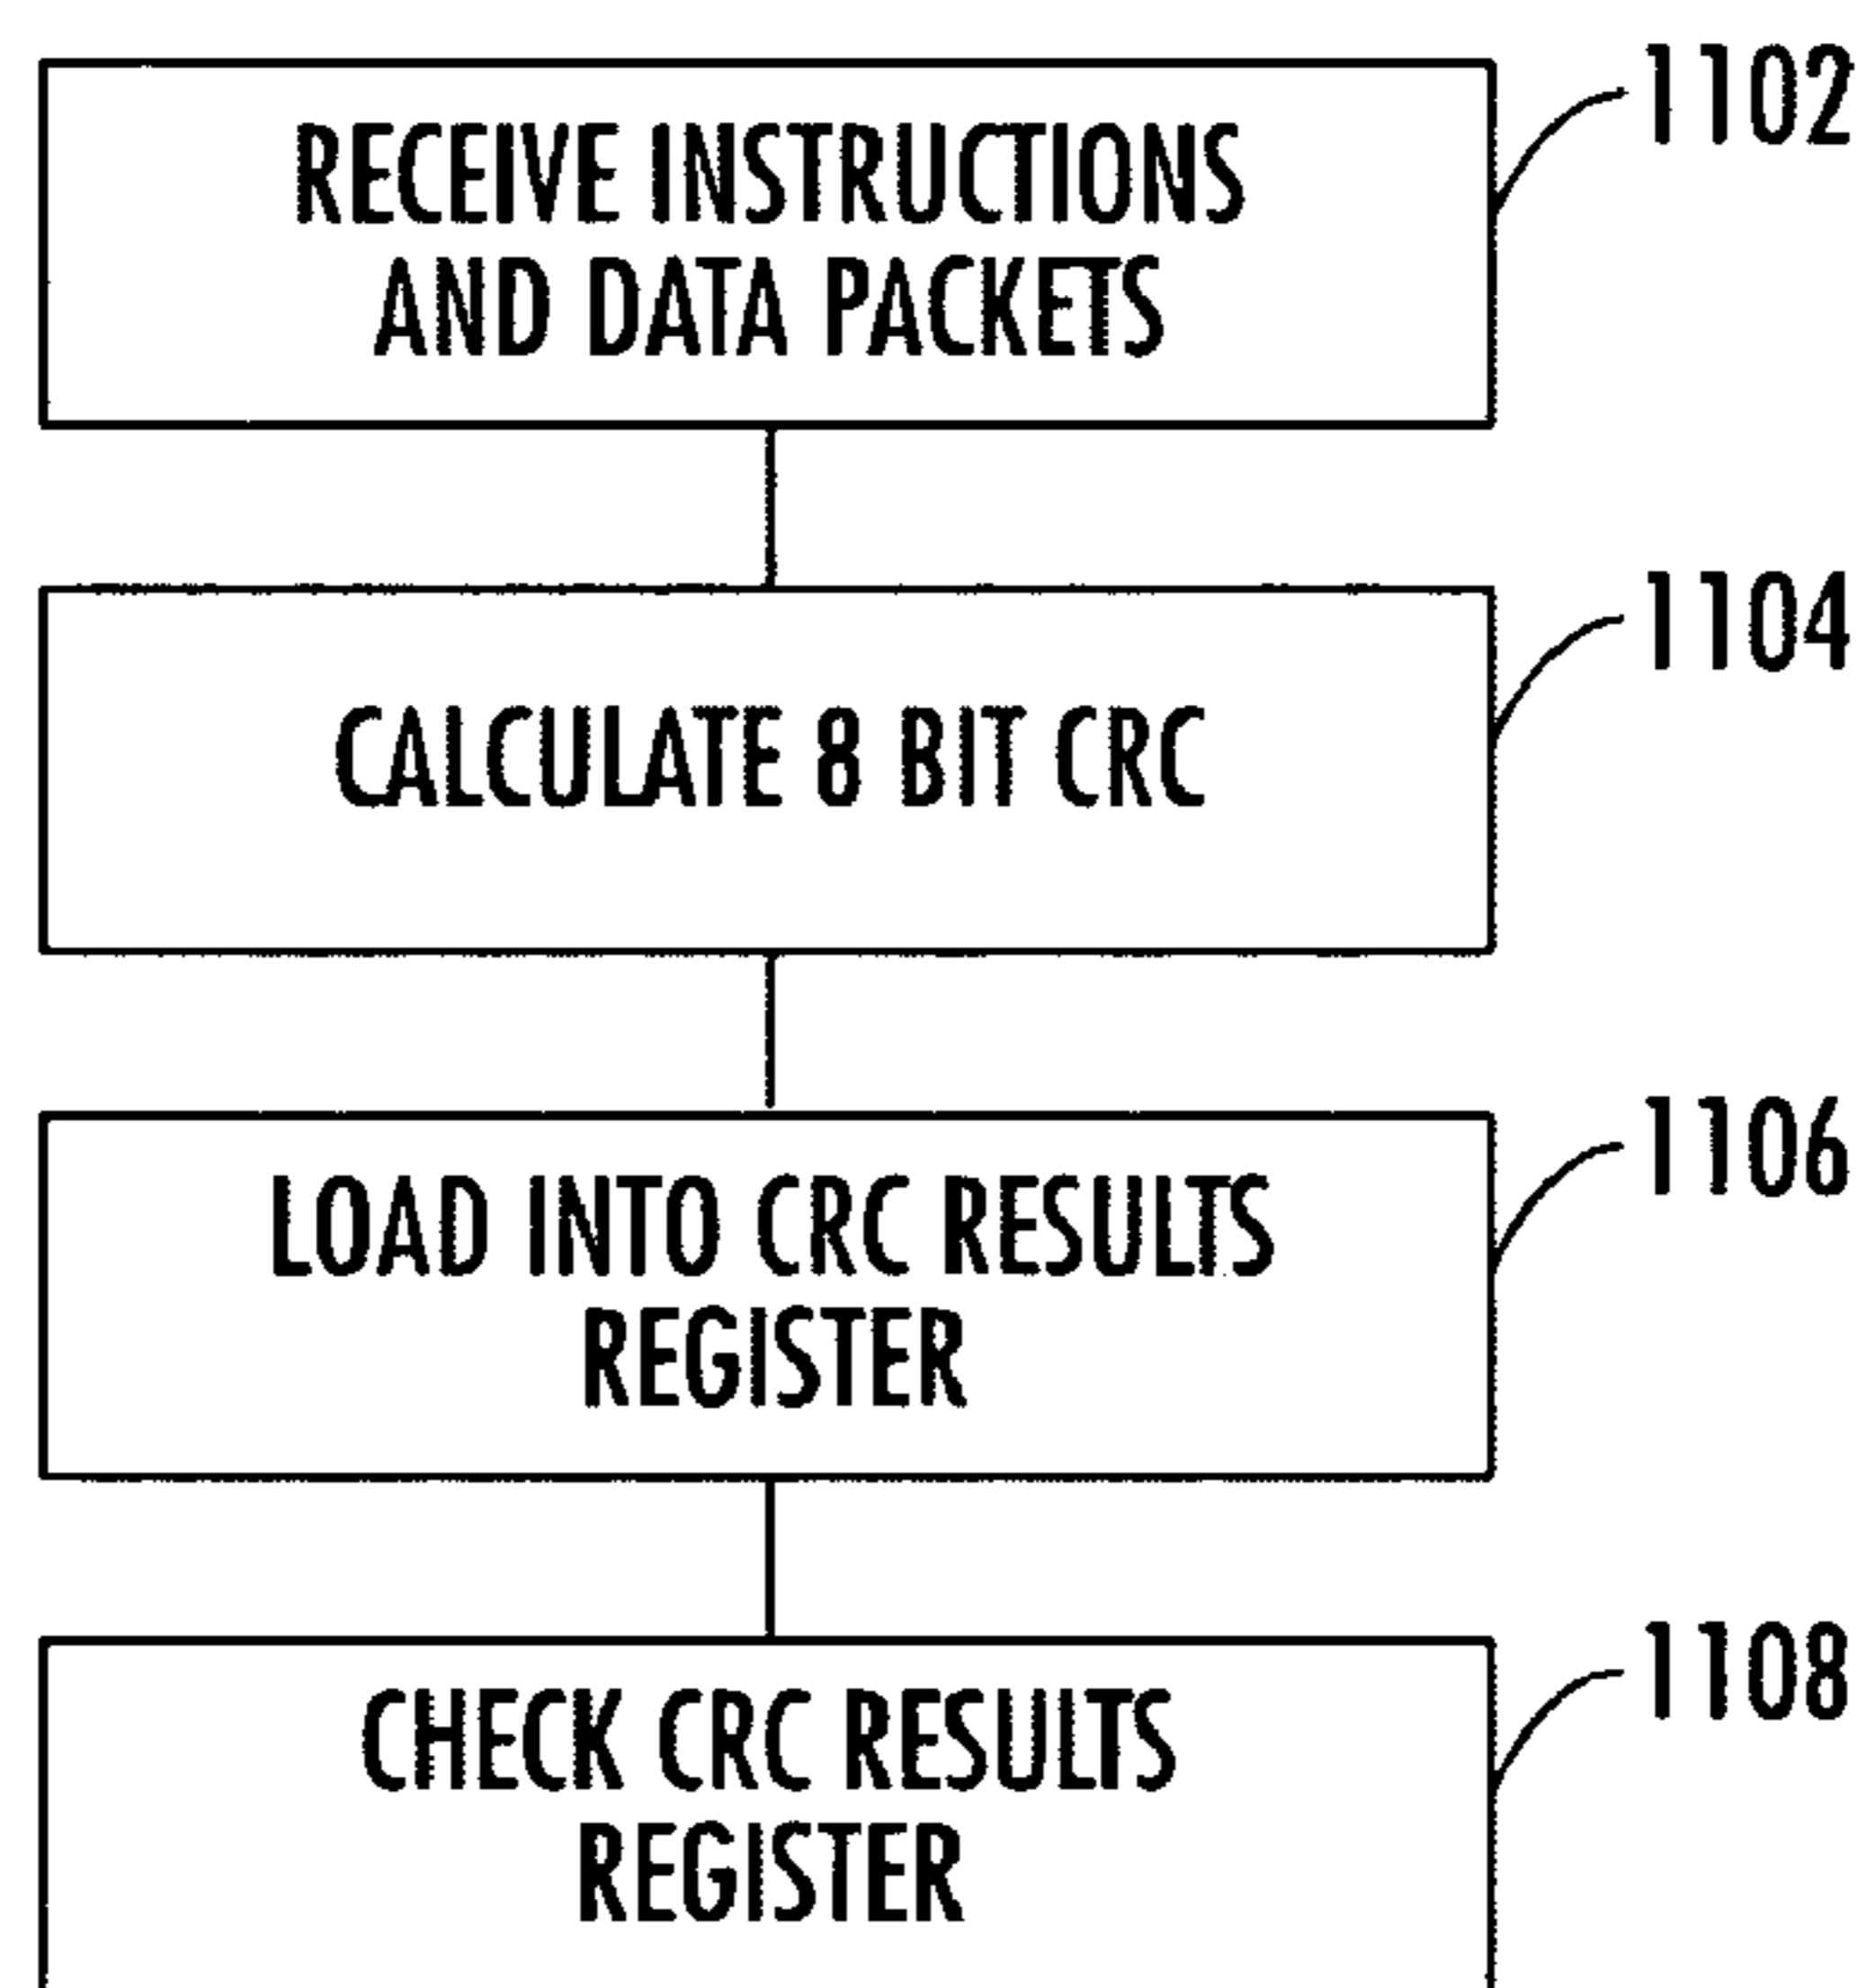 1102
RECEIVE INSTRUCTIONS
AND DATA PACKETS
1104
CALCULATE 8 BIT CRC
1106
LOAD INTO CRC RESULTS
REGISTER
1108
CHECK CRC RESULTS
REGISTER